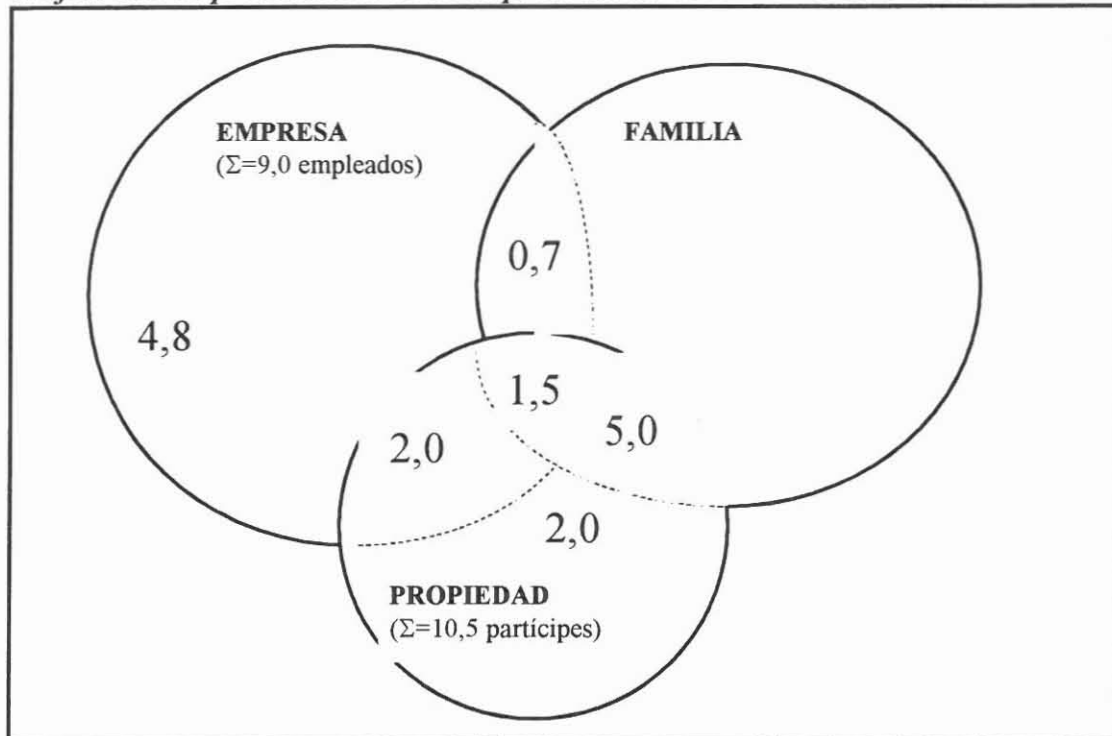 EMPRESA
(Σ=9,0 empleados)
FAMILIA
0,7
4,8
1,5
5,0
2,0
2,0
PROPIEDAD
(Σ=10,5 partícipes)